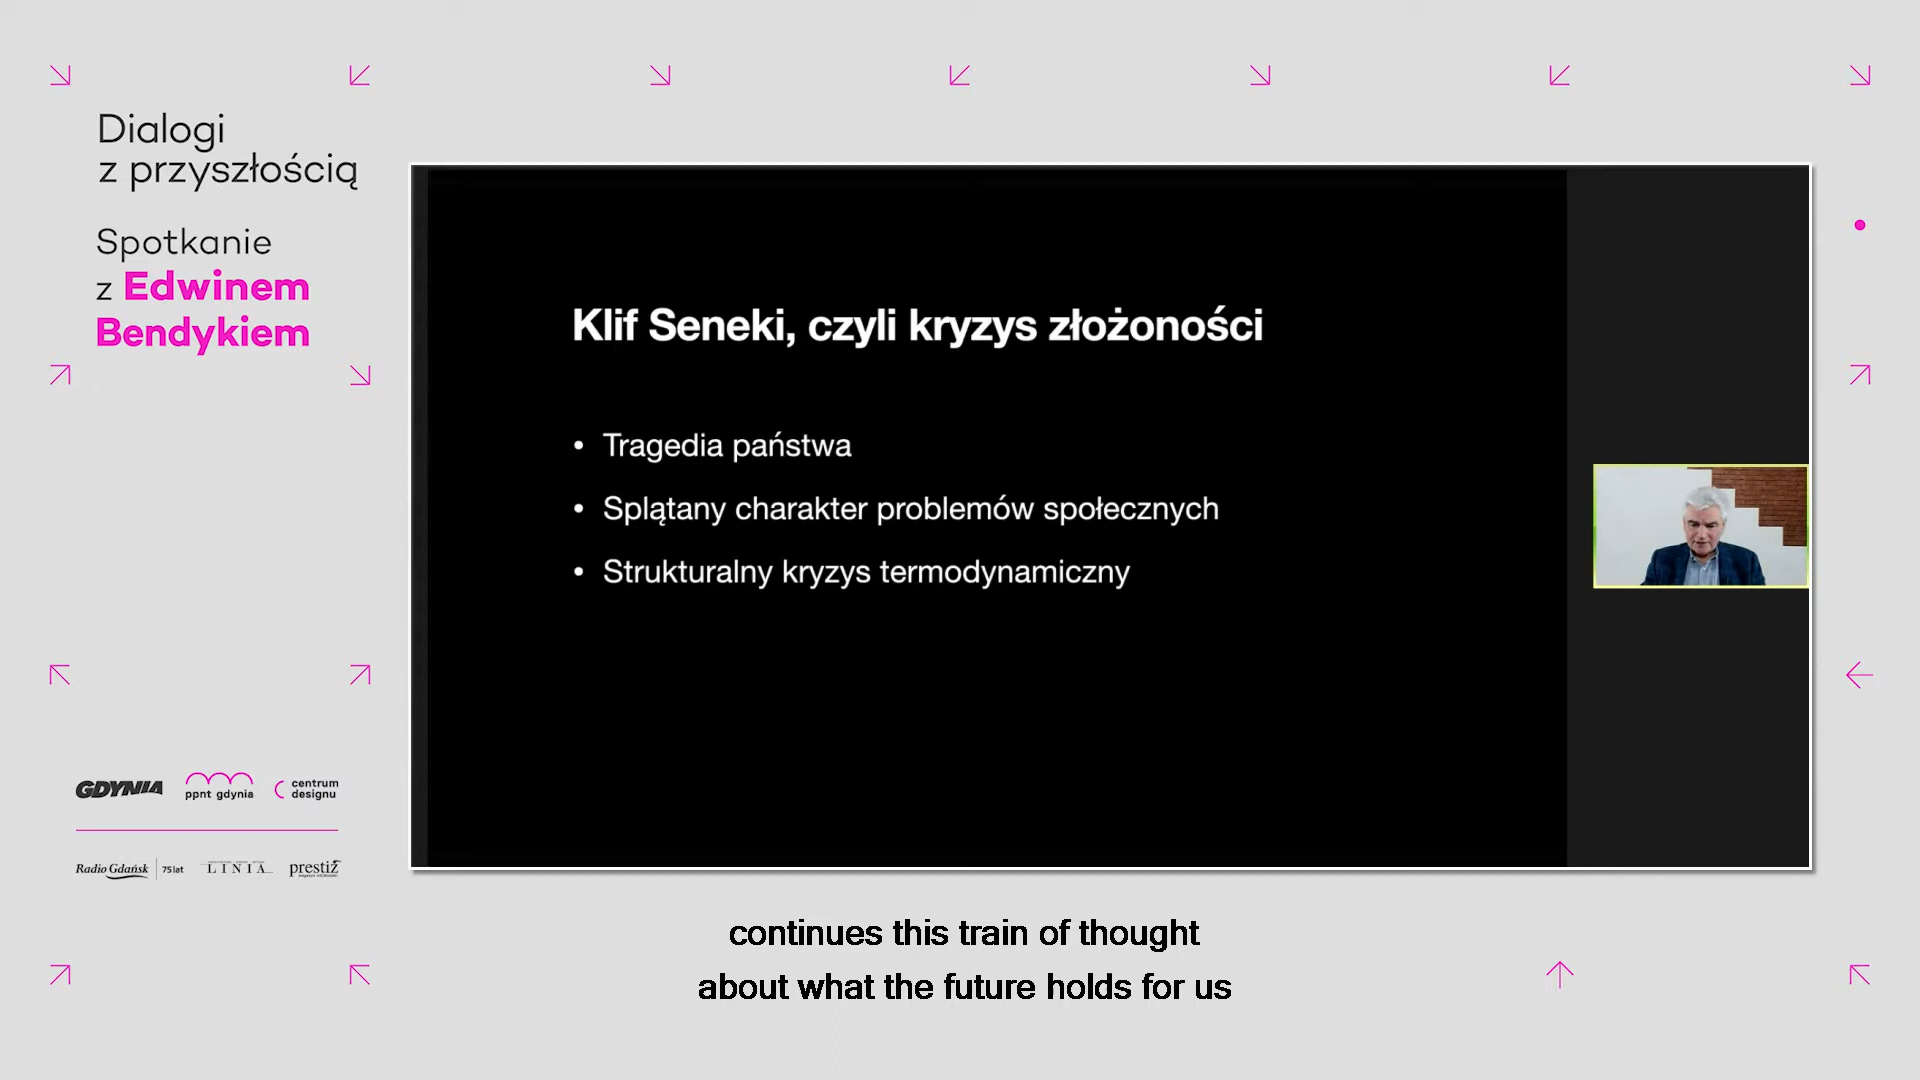 Dialogi
z przyszłością
Spotkanie
z Edwinem
Bendykiem
Klif Seneki, czyli kryzys złożoności
• Tragedia państwa
• Splątany charakter problemów społecznych
• Strukturalny kryzys termodynamiczny
GDYNIA
ppnt gdynia
centrum
designu
Radio Gdańsk 75 lat
LINIA
prestiż
continues this train of thought
about what the future holds for us